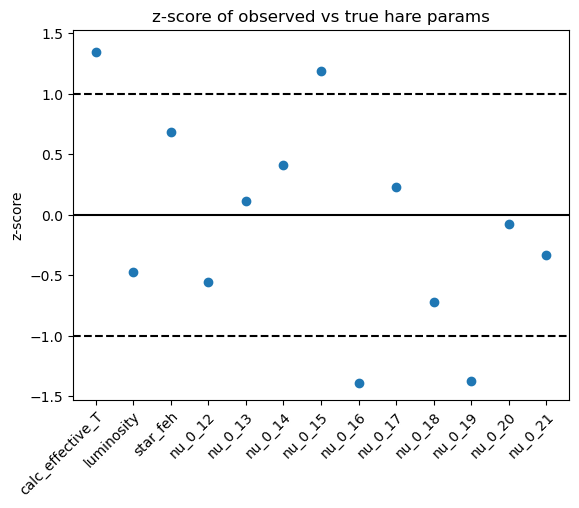 z-score of observed vs true hare params
1.5
1.0
0.5
0.0
−0.5
−1.0
−1.5
z-score
calc_effective_T
luminosity
star_feh
nu_0_12
nu_0_13
nu_0_14
nu_0_15
nu_0_16
nu_0_17
nu_0_18
nu_0_19
nu_0_20
nu_0_21